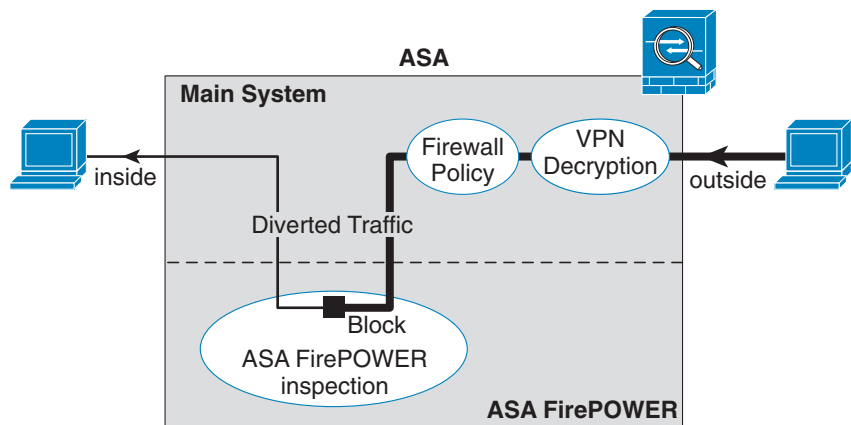 ASA
Main System
Firewall
Policy
VPN
Decryption
inside
outside
Diverted Traffic
Block
ASA FirePOWER
inspection
ASA FirePOWER